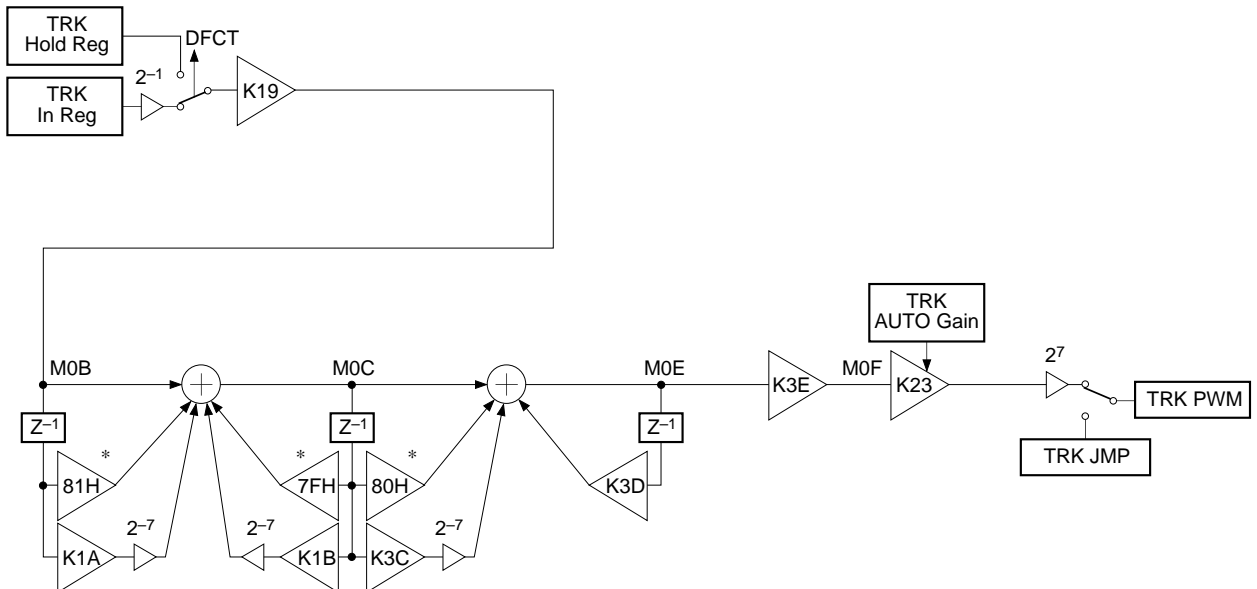 TRK
Hold Reg
DFCT
2⁻¹
TRK
In Reg
K19
TRK
AUTO Gain
M0B
M0C
M0E
K3E
M0F
K23
2⁷
TRK PWM
Z⁻¹
Z⁻¹
Z⁻¹
TRK JMP
81H
*
7FH
*
80H
*
K3D
K1A
2⁻⁷
2⁻⁷
K1B
K3C
2⁻⁷